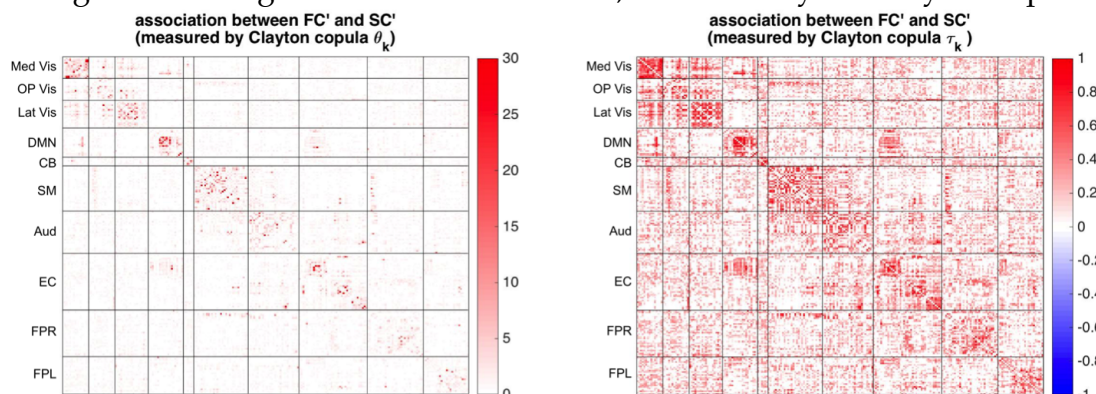 association between FC' and SC'
(measured by Clayton copula θk)
Med Vis
OP Vis
Lat Vis
DMN
CB
SM
Aud
EC
FPR
FPL
30
25
20
15
10
5
0
association between FC' and SC'
(measured by Clayton copula τk )
Med Vis
OP Vis
Lat Vis
DMN
CB
SM
Aud
EC
FPR
FPL
1
0.8
0.6
0.4
0.2
0
-0.2
-0.4
-0.6
-0.8
-1